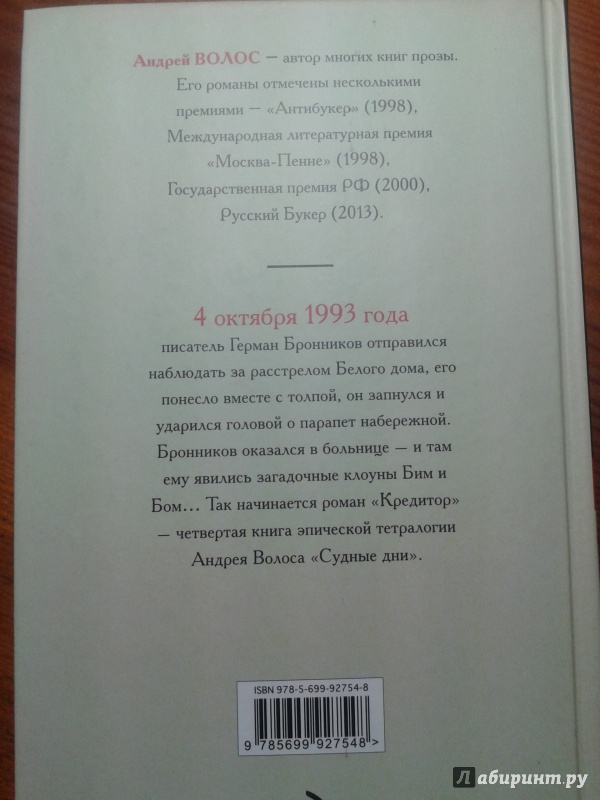 Андрей ВОЛОС — автор многих книг прозы.
Его романы отмечены несколькими
премиями — «Антибукер» (1998),
Международная литературная премия
«Москва-Пенне» (1998),
Государственная премия РФ (2000),
Русский Букер (2013).
4 октября 1993 года
писатель Герман Бронников отправился
наблюдать за расстрелом Белого дома, его
понесло вместе с толпой, он запнулся и
ударился головой о парапет набережной.
Бронников оказался в больнице — и там
ему явились загадочные клоуны Бим и
Бом... Так начинается роман «Кредитор»
— четвертая книга эпической тетралогии
Андрея Волоса «Судные дни».
ISBN 978-5-699-92754-8
9 785699 927548 >
Лабиринт.ру